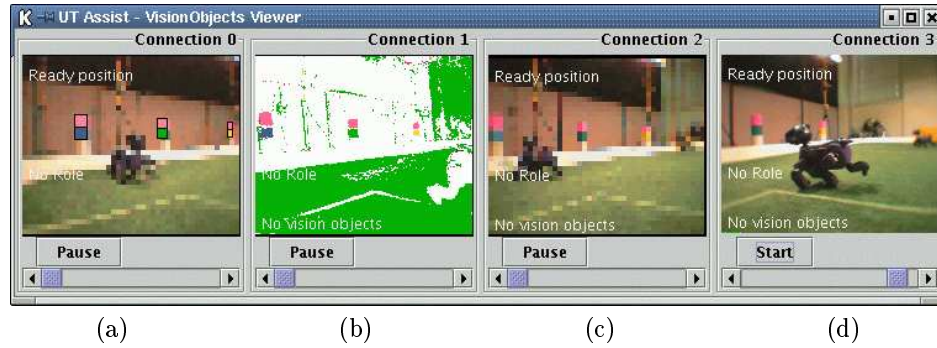 UT Assist - VisionObjects Viewer
Connection 0
Connection 1
Connection 2
Connection 3
Ready position
Ready position
Ready position
No Role
No Role
No Role
No Role
No vision objects
No vision objects
No vision objects
Pause
Pause
Pause
Start
(a)
(b)
(c)
(d)